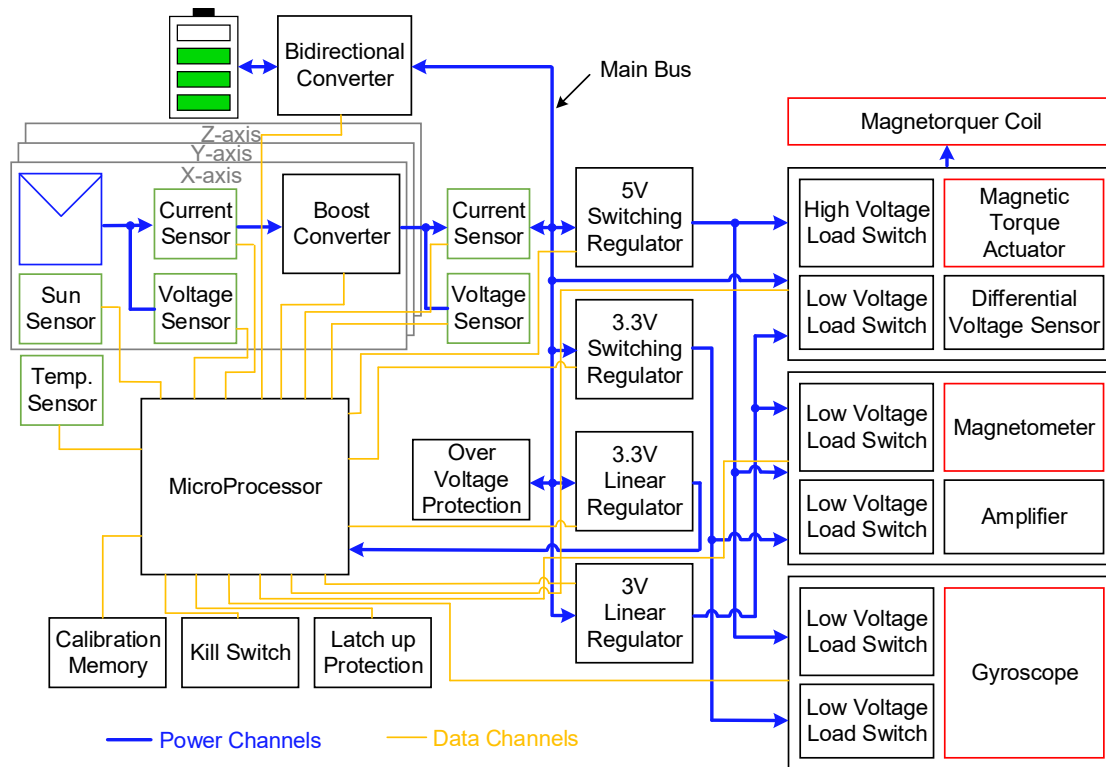 Bidirectional
Converter
Main Bus
Magnetorquer Coil
Z-axis
Y-axis
X-axis
Current
Sensor
Boost
Converter
Current
Sensor
5V
Switching
Regulator
High Voltage
Load Switch
Magnetic
Torque
Actuator
Sun
Sensor
Voltage
Sensor
Voltage
Sensor
Low Voltage
Load Switch
Differential
Voltage Sensor
3.3V
Switching
Regulator
Temp.
Sensor
Low Voltage
Load Switch
Magnetometer
MicroProcessor
Over
Voltage
Protection
3.3V
Linear
Regulator
Low Voltage
Load Switch
Amplifier
3V
Linear
Regulator
Low Voltage
Load Switch
Gyroscope
Calibration
Memory
Kill Switch
Latch up
Protection
Low Voltage
Load Switch
Power Channels
Data Channels